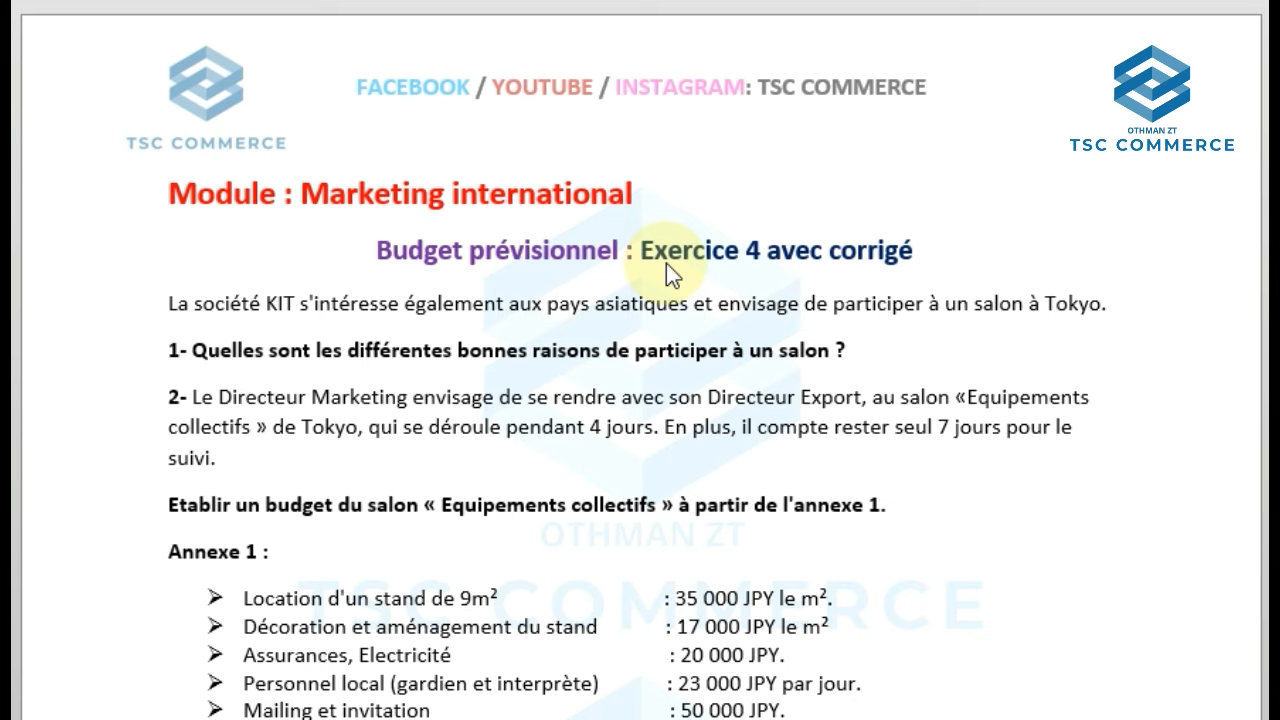 FACEBOOK / YOUTUBE / INSTAGRAM: TSC COMMERCE
TSC COMMERCE
OTHMAN ZT
TSC COMMERCE
Module : Marketing international
Budget prévisionnel : Exercice 4 avec corrigé
La société KIT s'intéresse également aux pays asiatiques et envisage de participer à un salon à Tokyo.
1- Quelles sont les différentes bonnes raisons de participer à un salon ?
2- Le Directeur Marketing envisage de se rendre avec son Directeur Export, au salon «Equipements
collectifs » de Tokyo, qui se déroule pendant 4 jours. En plus, il compte rester seul 7 jours pour le
suivi.
Etablir un budget du salon « Equipements collectifs » à partir de l'annexe 1.
OTHMAN ZT
Annexe 1 :
TSC COMMERCE
➢ Location d'un stand de 9m² : 35 000 JPY le m².
➢ Décoration et aménagement du stand : 17 000 JPY le m²
➢ Assurances, Electricité : 20 000 JPY.
➢ Personnel local (gardien et interprète) : 23 000 JPY par jour.
➢ Mailing et invitation : 50 000 JPY.